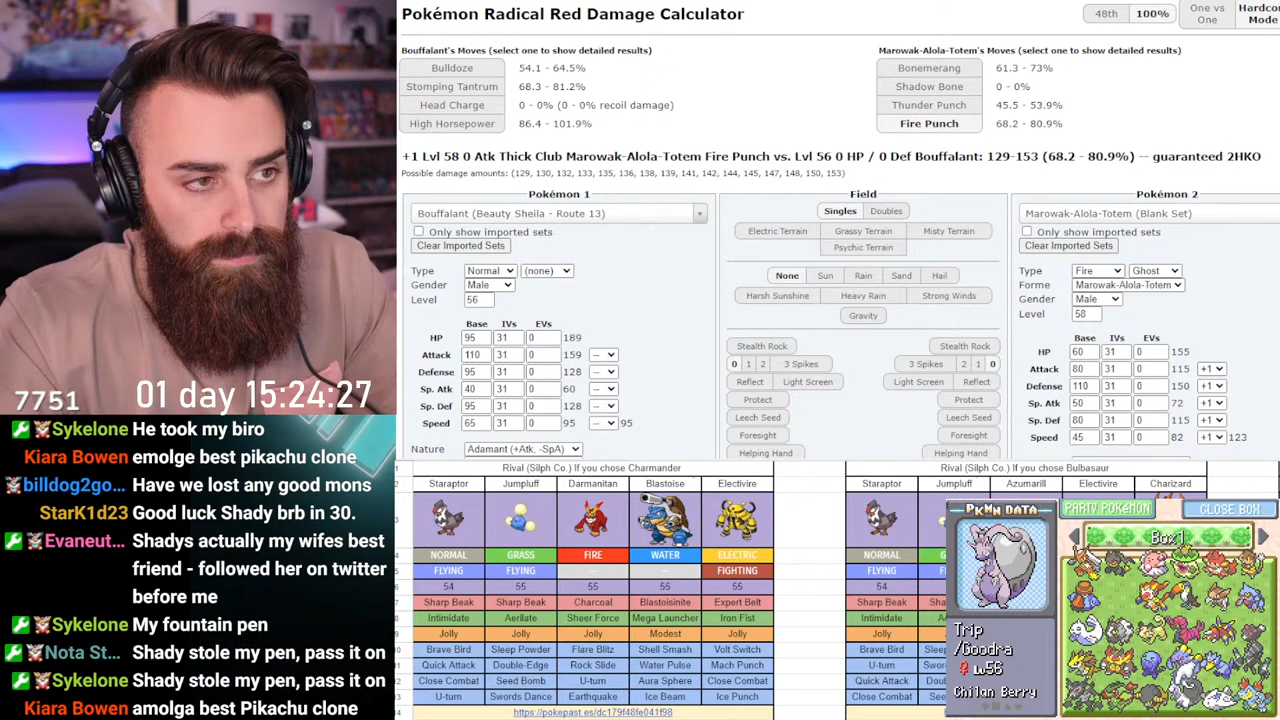 Pokémon Radical Red Damage Calculator
48th 100%
One vs One
Hardcore Mode
Bouffalant's Moves (select one to show detailed results)
Bulldoze 54.1 - 64.5%
Stomping Tantrum 68.3 - 81.2%
Head Charge 0 - 0% (0 - 0% recoil damage)
High Horsepower 86.4 - 101.9%
Marowak-Alola-Totem's Moves (select one to show detailed results)
Bonemerang 61.3 - 73%
Shadow Bone 0 - 0%
Thunder Punch 45.5 - 53.9%
Fire Punch 68.2 - 80.9%
+1 Lvl 58 0 Atk Thick Club Marowak-Alola-Totem Fire Punch vs. Lvl 56 0 HP / 0 Def Bouffalant: 129-153 (68.2 - 80.9%) -- guaranteed 2HKO
Possible damage amounts: (129, 130, 132, 133, 135, 136, 138, 139, 141, 142, 144, 145, 147, 148, 150, 153)
Pokémon 1
Bouffalant (Beauty Sheila - Route 13)
Only show imported sets
Clear Imported Sets
Type Normal (none)
Gender Male
Level 56
Base IVs EVs
HP 95 31 0 189
Attack 110 31 0 159 --
Defense 95 31 0 128 --
Sp. Atk 40 31 0 60 --
Sp. Def 95 31 0 128 --
Speed 65 31 0 95 -- 95
Nature Adamant (+Atk, -SpA)
Field
Singles Doubles
Electric Terrain Grassy Terrain Misty Terrain
Psychic Terrain
None Sun Rain Sand Hail
Harsh Sunshine Heavy Rain Strong Winds
Gravity
Stealth Rock Stealth Rock
0 1 2 3 Spikes 3 Spikes 2 1 0
Reflect Light Screen Light Screen Reflect
Protect Protect
Leech Seed Leech Seed
Foresight Foresight
Helping Hand Helping Hand
Pokémon 2
Marowak-Alola-Totem (Blank Set)
Only show imported sets
Clear Imported Sets
Type Fire Ghost
Forme Marowak-Alola-Totem
Gender Male
Level 58
Base IVs EVs
HP 60 31 0 155
Attack 80 31 0 115 +1
Defense 110 31 0 150 +1
Sp. Atk 50 31 0 72 +1
Sp. Def 80 31 0 115 +1
Speed 45 31 0 82 +1 123
7751 01 day 15:24:27
Sykelone He took my biro
Kiara Bowen emolge best pikachu clone
billdog2go... Have we lost any good mons
StarK1d23 Good luck Shady brb in 30.
Evaneut... Shadys actually my wifes best
friend - followed her on twitter
before me
Sykelone My fountain pen
Nota St... Shady stole my pen, pass it on
Sykelone Shady stole my pen, pass it on
Kiara Bowen amolga best Pikachu clone
Rival (Silph Co.) If you chose Charmander
Staraptor Jumpluff Darmanitan Blastoise Electivire
NORMAL GRASS FIRE WATER ELECTRIC
FLYING FLYING FIGHTING
54 55 55 55 55
Sharp Beak Sharp Beak Charcoal Blastoisinite Expert Belt
Intimidate Aerilate Sheer Force Mega Launcher Iron Fist
Jolly Jolly Jolly Modest Jolly
Brave Bird Sleep Powder Flare Blitz Shell Smash Volt Switch
Quick Attack Double-Edge Rock Slide Water Pulse Mach Punch
Close Combat Seed Bomb U-turn Aura Sphere Close Combat
U-turn Swords Dance Earthquake Ice Beam Ice Punch
https://pokepast.es/dc179f48fe041f98
Rival (Silph Co.) If you chose Bulbasaur
Staraptor Azumarill Electivire Charizard
NORMAL
FLYING
54
Sharp Beak
Intimidate
Jolly
Brave Bird
U-turn
Quick Attack
Close Combat
PKMN DATA
PARTY POKéMON
CLOSE BOX
Box1
Trip
/Goodra
Lv56
Chilan Berry